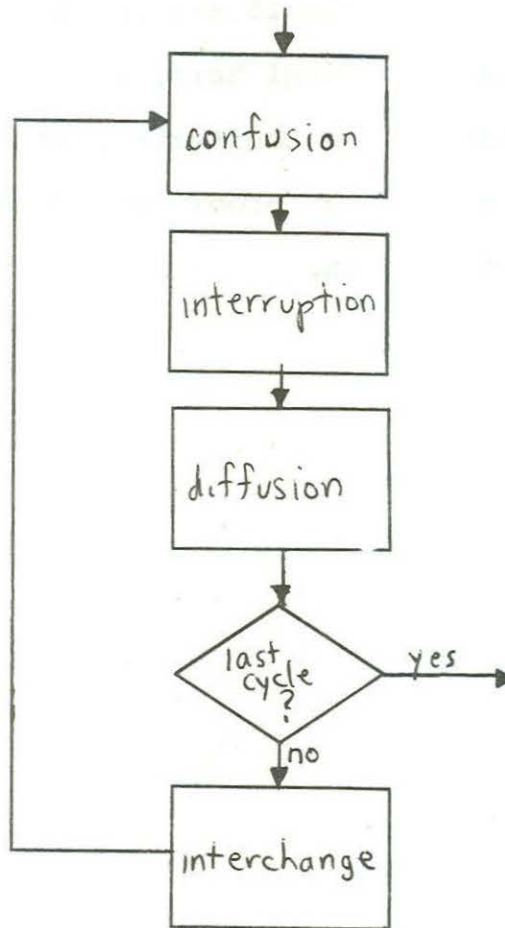 confusion
interruption
diffusion
last
cycle
?
yes
no
interchange